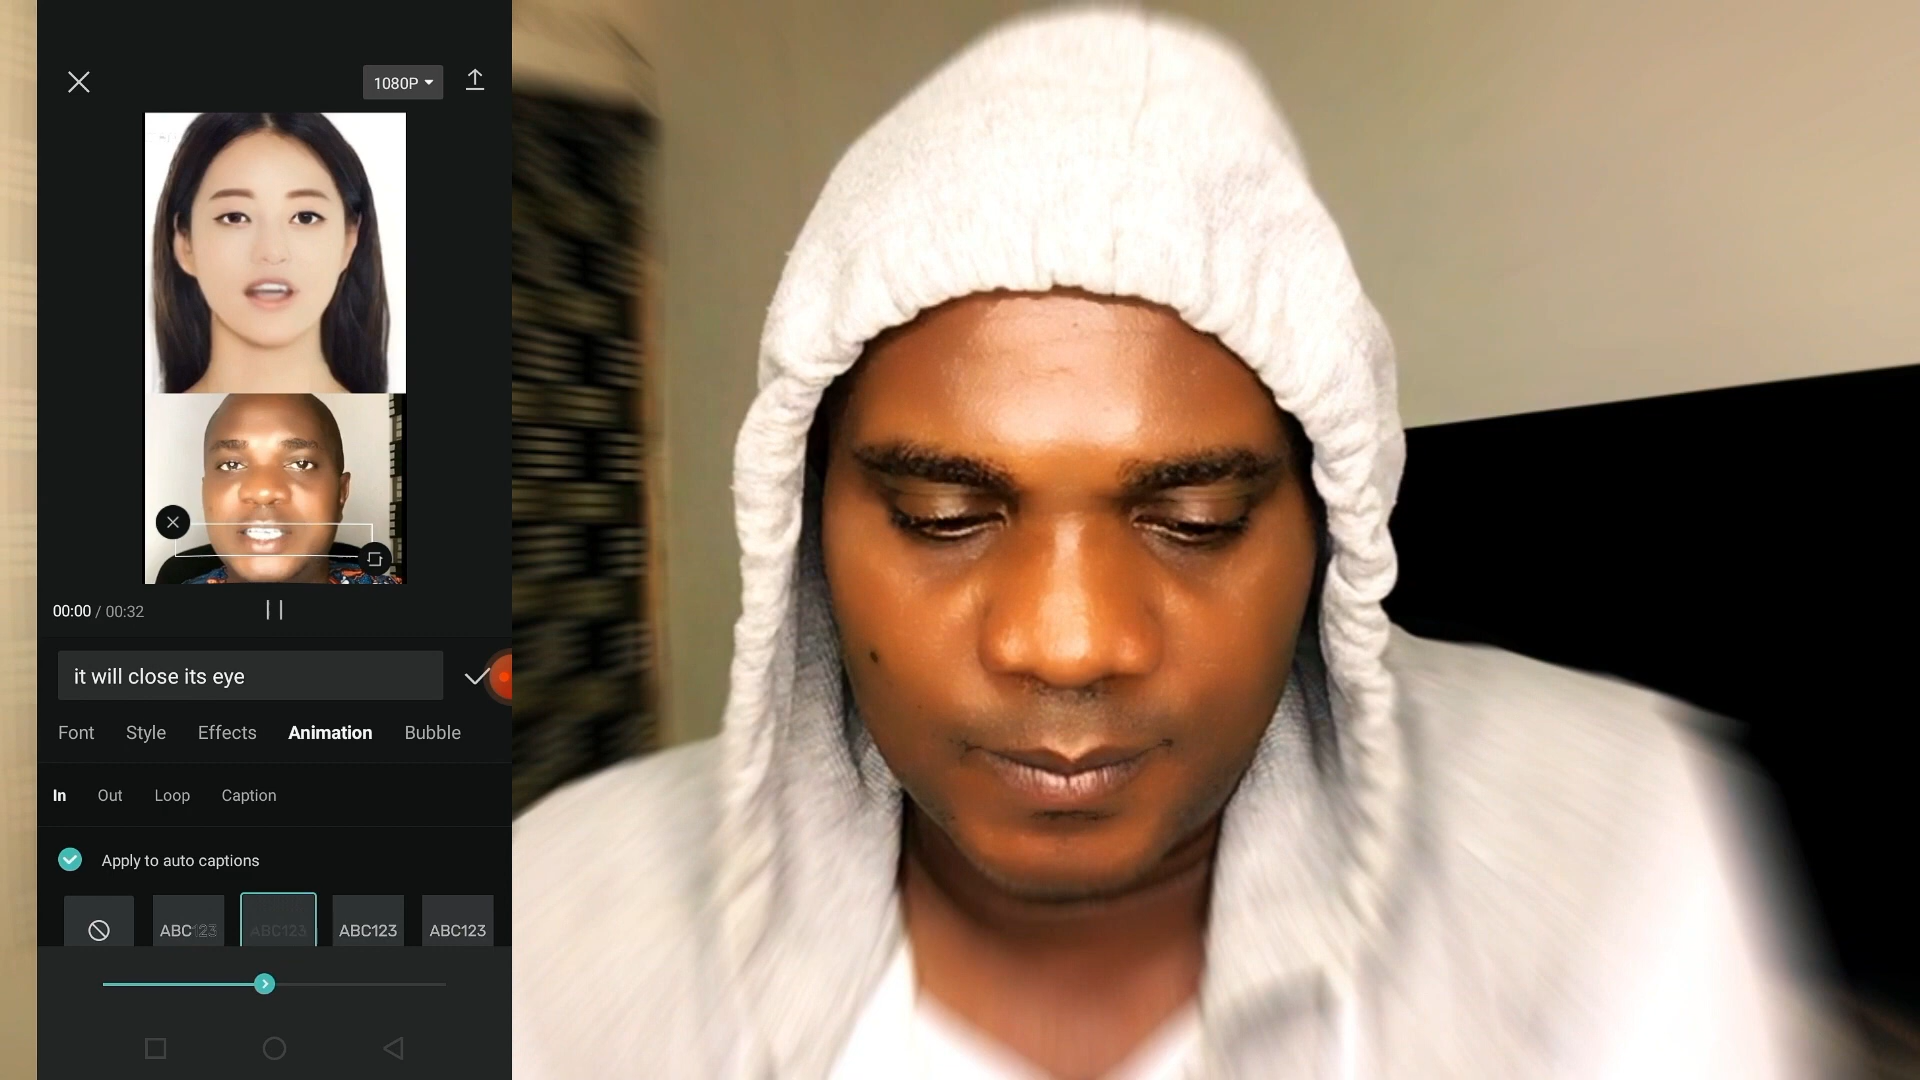 1080P
00:00 / 00:32
it will close its eye
Font Style Effects Animation Bubble
In Out Loop Caption
Apply to auto captions
ABC123 ABC123 ABC123 ABC123